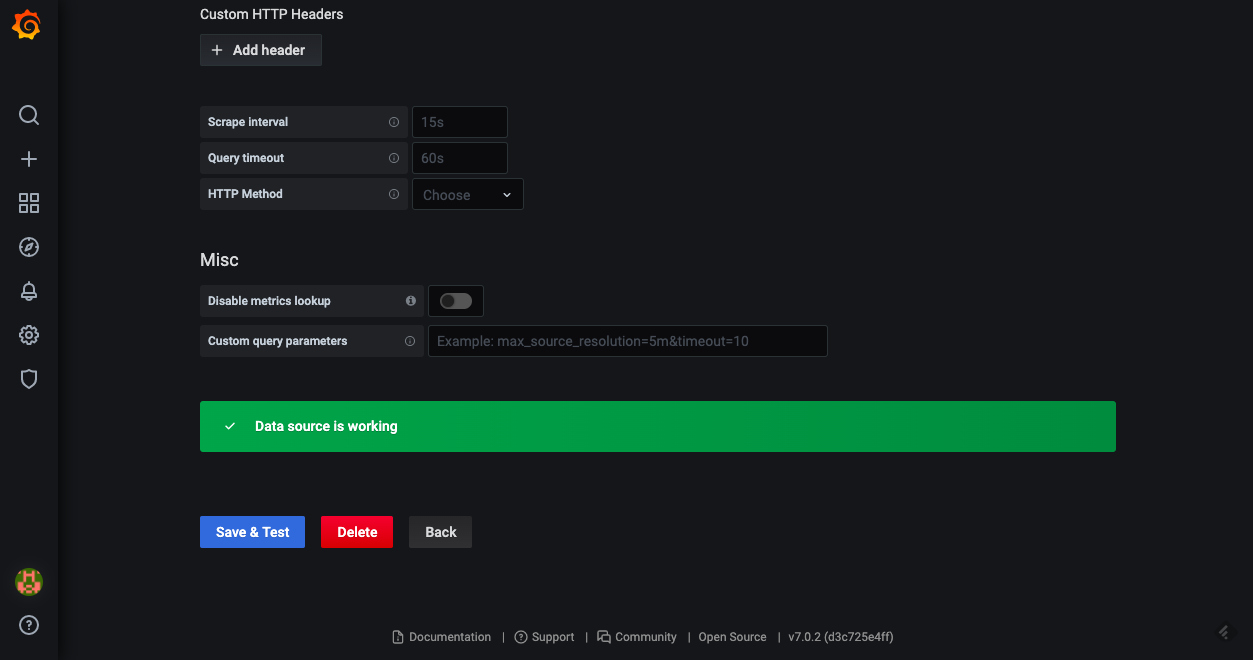 Custom HTTP Headers
+ Add header
Scrape interval 15s
Query timeout 60s
HTTP Method Choose
Misc
Disable metrics lookup
Custom query parameters Example: max_source_resolution=5m&timeout=10
Data source is working
Save & Test Delete Back
Documentation | Support | Community | Open Source | v7.0.2 (d3c725e4ff)